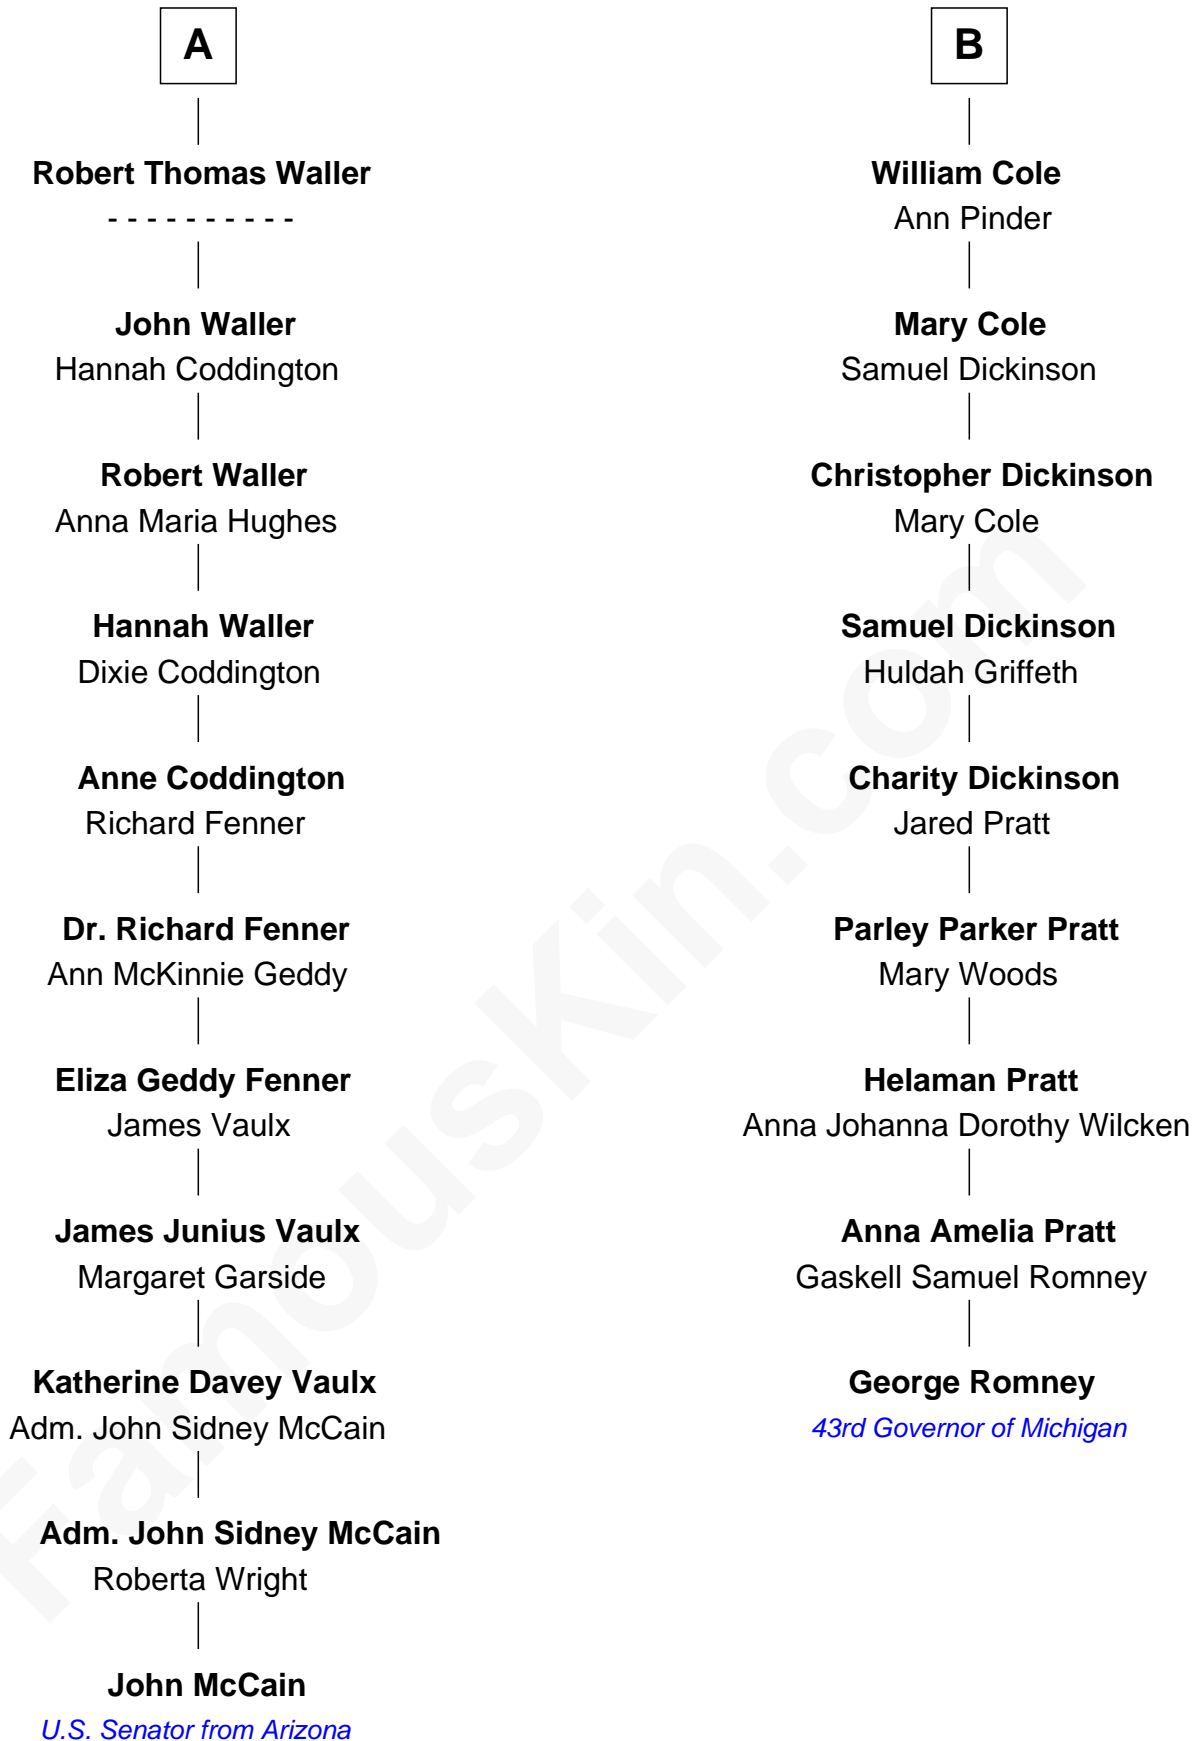 A
Robert Thomas Waller
- - - - - - - - - -
John Waller
Hannah Coddington
Robert Waller
Anna Maria Hughes
Hannah Waller
Dixie Coddington
Anne Coddington
Richard Fenner
Dr. Richard Fenner
Ann McKinnie Geddy
Eliza Geddy Fenner
James Vaulx
James Junius Vaulx
Margaret Garside
Katherine Davey Vaulx
Adm. John Sidney McCain
Adm. John Sidney McCain
Roberta Wright
John McCain
U.S. Senator from Arizona
B
William Cole
Ann Pinder
Mary Cole
Samuel Dickinson
Christopher Dickinson
Mary Cole
Samuel Dickinson
Huldah Griffeth
Charity Dickinson
Jared Pratt
Parley Parker Pratt
Mary Woods
Helaman Pratt
Anna Johanna Dorothy Wilcken
Anna Amelia Pratt
Gaskell Samuel Romney
George Romney
43rd Governor of Michigan
FamousKin.com